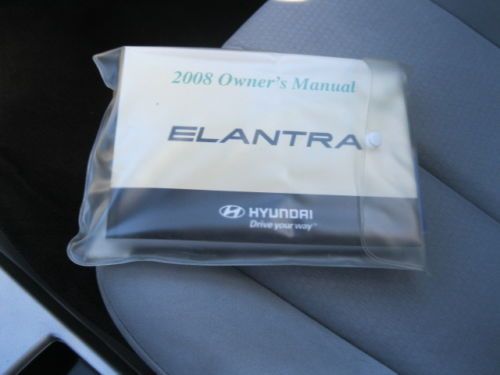 2008 Owner's Manual
ELANTRA
HYUNDAI
Drive your way™